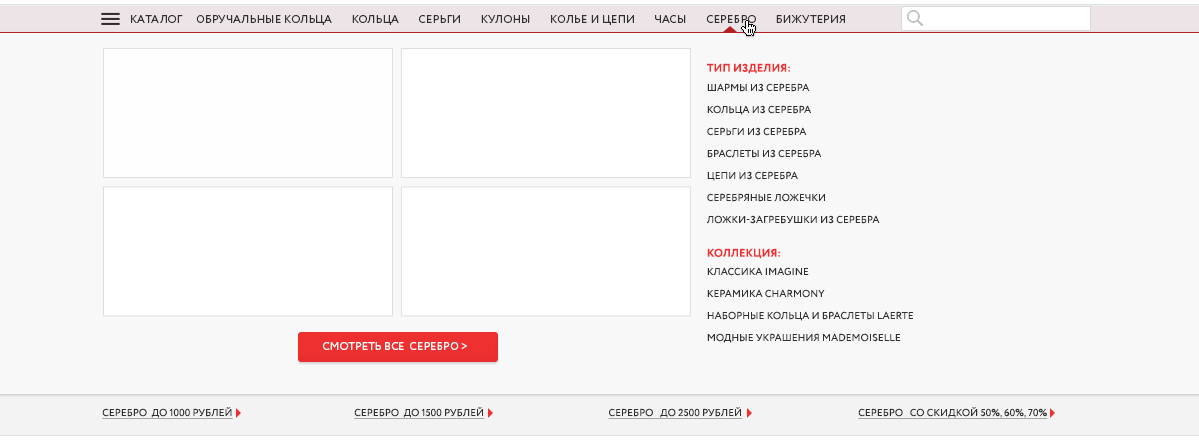 КАТАЛОГ ОБРУЧАЛЬНЫЕ КОЛЬЦА КОЛЬЦА СЕРЬГИ КУЛОНЫ КОЛЬЕ И ЦЕПИ ЧАСЫ СЕРЕБРО БИЖУТЕРИЯ
ТИП ИЗДЕЛИЯ:
ШАРМЫ ИЗ СЕРЕБРА
КОЛЬЦА ИЗ СЕРЕБРА
СЕРЬГИ ИЗ СЕРЕБРА
БРАСЛЕТЫ ИЗ СЕРЕБРА
ЦЕПИ ИЗ СЕРЕБРА
СЕРЕБРЯНЫЕ ЛОЖЕЧКИ
ЛОЖКИ-ЗАГРЕБУШКИ ИЗ СЕРЕБРА
КОЛЛЕКЦИЯ:
КЛАССИКА IMAGINE
КЕРАМИКА CHARMONY
НАБОРНЫЕ КОЛЬЦА И БРАСЛЕТЫ LAERTE
МОДНЫЕ УКРАШЕНИЯ MADEMOISELLE
СМОТРЕТЬ ВСЕ СЕРЕБРО >
СЕРЕБРО ДО 1000 РУБЛЕЙ СЕРЕБРО ДО 1500 РУБЛЕЙ СЕРЕБРО ДО 2500 РУБЛЕЙ СЕРЕБРО СО СКИДКОЙ 50%, 60%, 70%